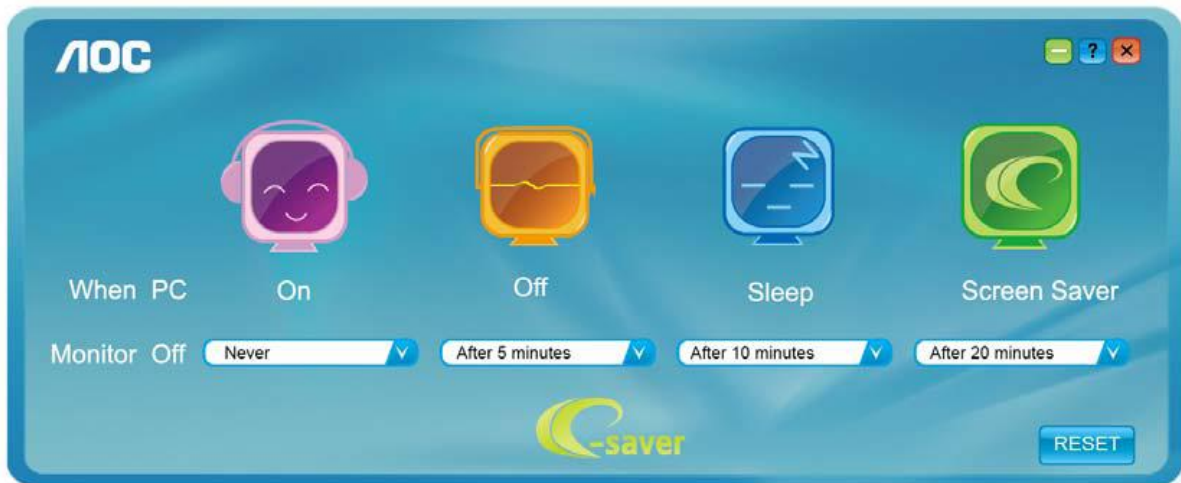 AOC
?
When PC On Off Sleep Screen Saver
Monitor Off Never After 5 minutes After 10 minutes After 20 minutes
e-saver
RESET